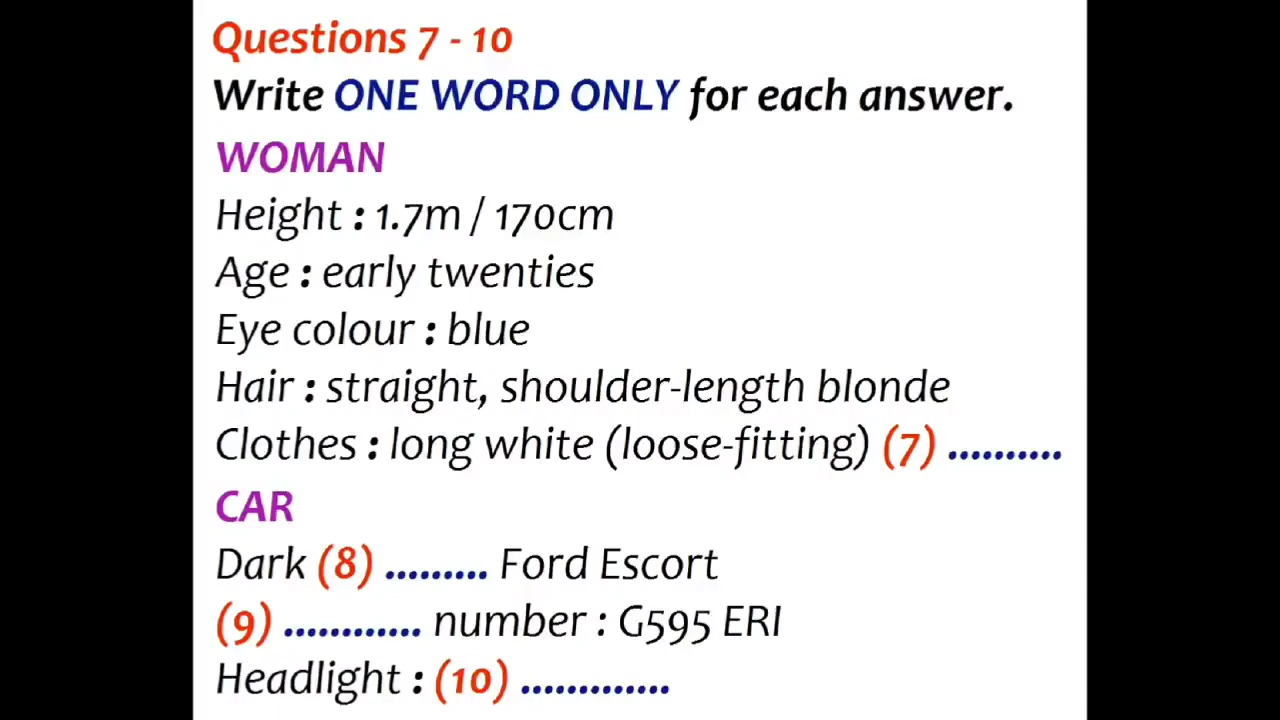 Questions 7 - 10
Write ONE WORD ONLY for each answer.
WOMAN
Height : 1.7m / 170cm
Age : early twenties
Eye colour : blue
Hair : straight, shoulder-length blonde
Clothes : long white (loose-fitting) (7) ..........
CAR
Dark (8) ......... Ford Escort
(9) ............ number : G595 ERI
Headlight : (10) .............